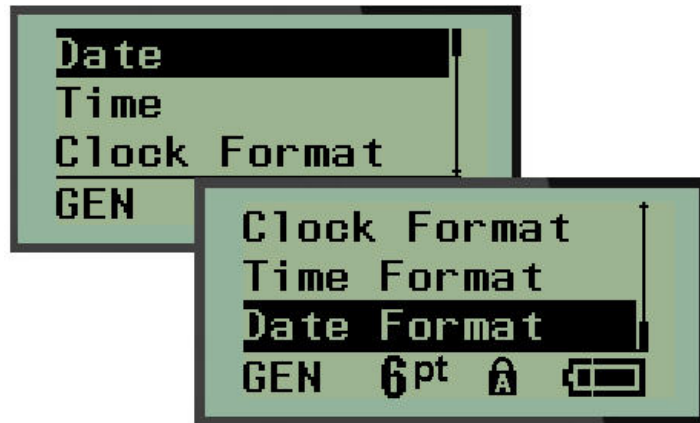 Date
Time
Clock Format
GEN
Clock Format
Time Format
Date Format
GEN 6pt A